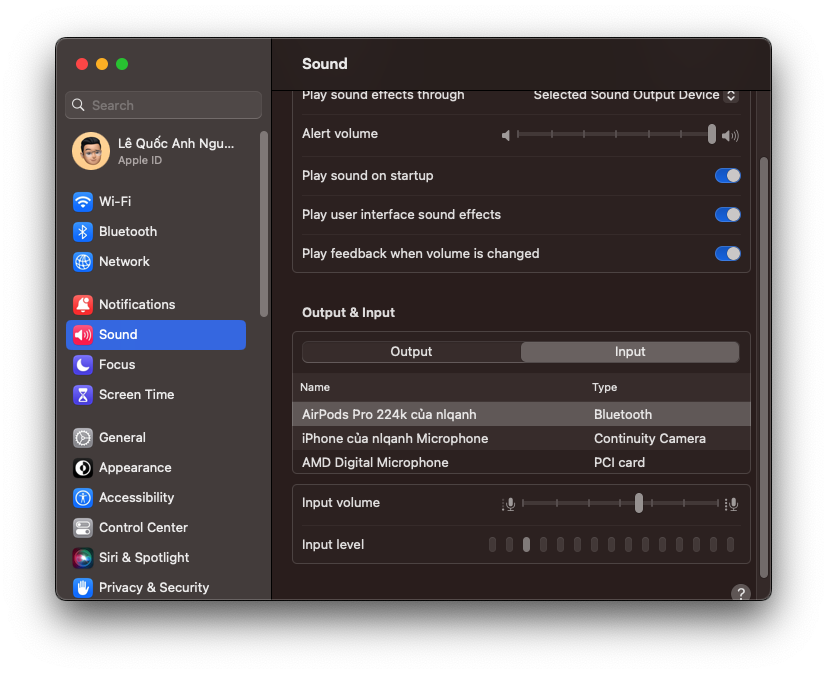 Sound
Search
Lê Quốc Anh Ngu...
Apple ID
Wi-Fi
Bluetooth
Network
Notifications
Sound
Focus
Screen Time
General
Appearance
Accessibility
Control Center
Siri & Spotlight
Privacy & Security
Play sound effects through Selected Sound Output Device
Alert volume
Play sound on startup
Play user interface sound effects
Play feedback when volume is changed
Output & Input
Output Input
Name Type
AirPods Pro 224k của nlqanh Bluetooth
iPhone của nlqanh Microphone Continuity Camera
AMD Digital Microphone PCI card
Input volume
Input level
?